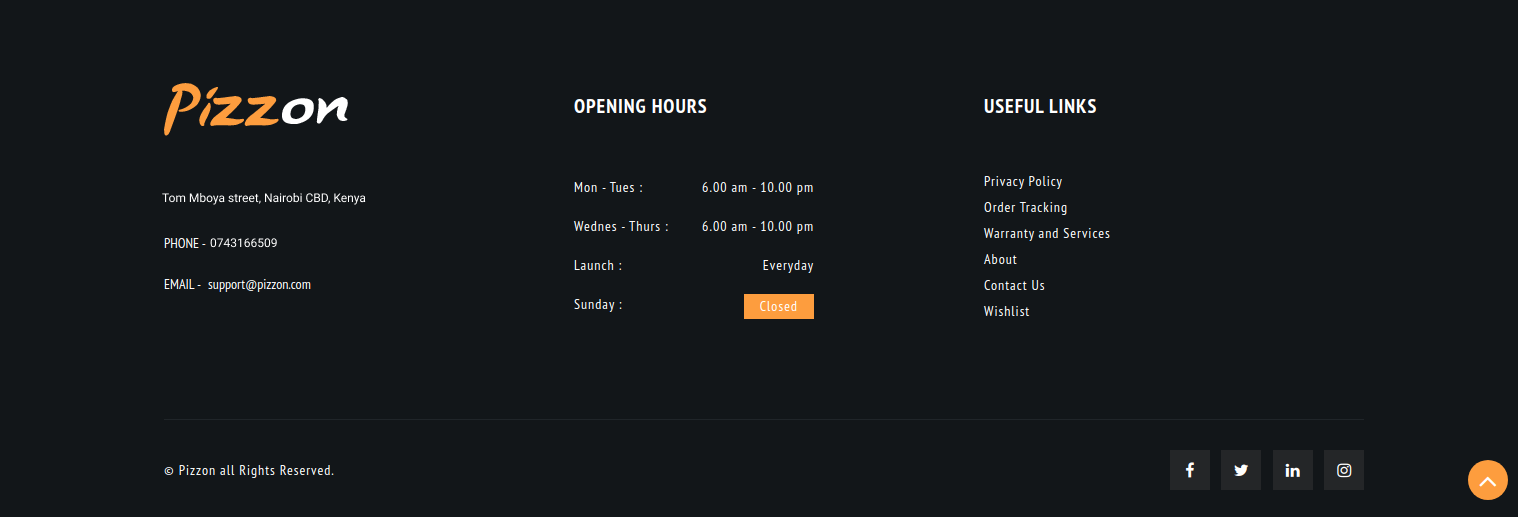 Pizzon
Tom Mboya street, Nairobi CBD, Kenya
PHONE - 0743166509
EMAIL - support@pizzon.com
OPENING HOURS
Mon - Tues : 6.00 am - 10.00 pm
Wednes - Thurs : 6.00 am - 10.00 pm
Launch : Everyday
Sunday : Closed
USEFUL LINKS
Privacy Policy
Order Tracking
Warranty and Services
About
Contact Us
Wishlist
© Pizzon all Rights Reserved.